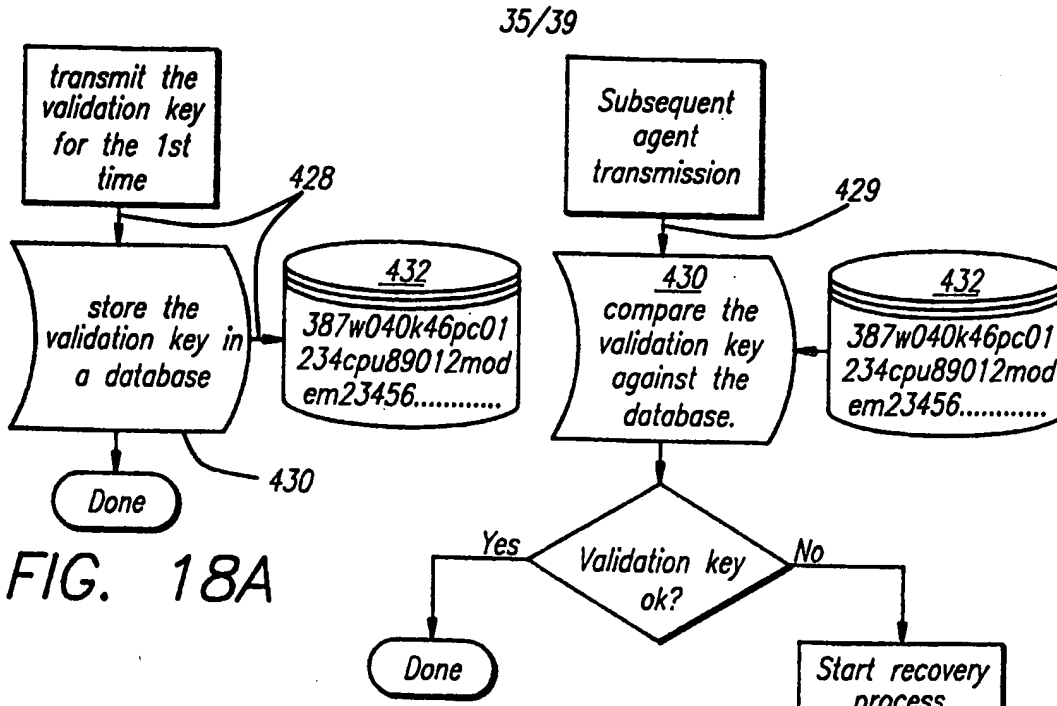 35/39
transmit the
validation key
for the 1st
time
428
store the
validation key in
a database
432
387w040k46pc01
234cpu89012mod
em23456............
430
Done
FIG. 18A
Subsequent
agent
transmission
429
430
compare the
validation key
against the
database.
432
387w040k46pc01
234cpu89012mod
em23456............
Validation key
ok?
Yes
No
Done
Start recovery
process